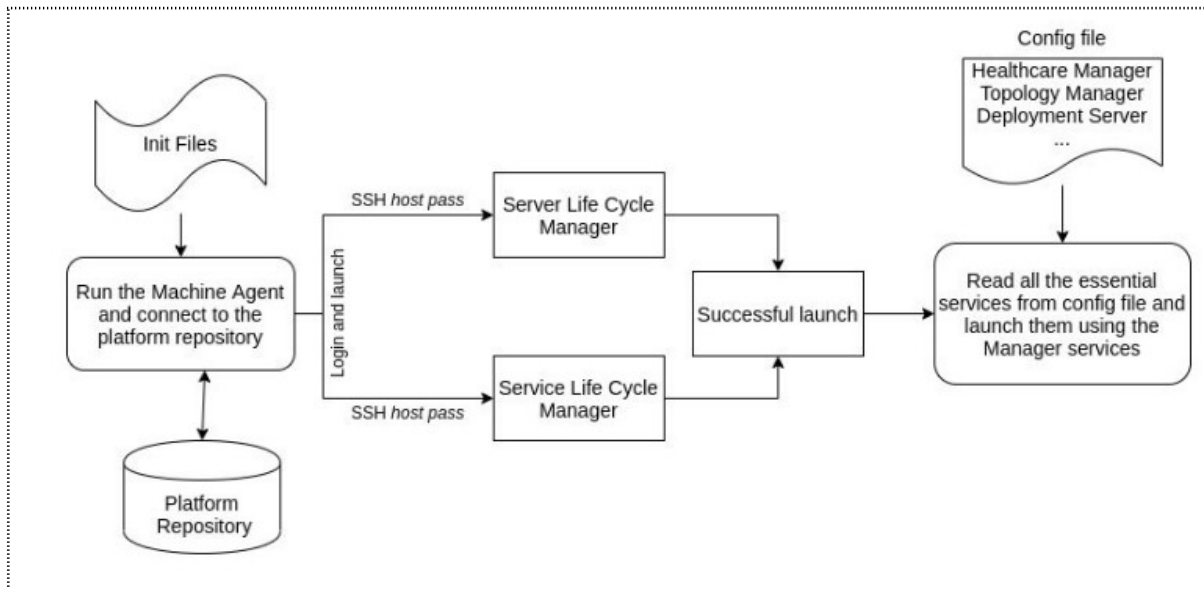 Init Files
Run the Machine Agent
and connect to the
platform repository
Platform
Repository
Login and launch
SSH host pass
Server Life Cycle
Manager
SSH host pass
Service Life Cycle
Manager
Successful launch
Config file
Healthcare Manager
Topology Manager
Deployment Server
...
Read all the essential
services from config file and
launch them using the
Manager services